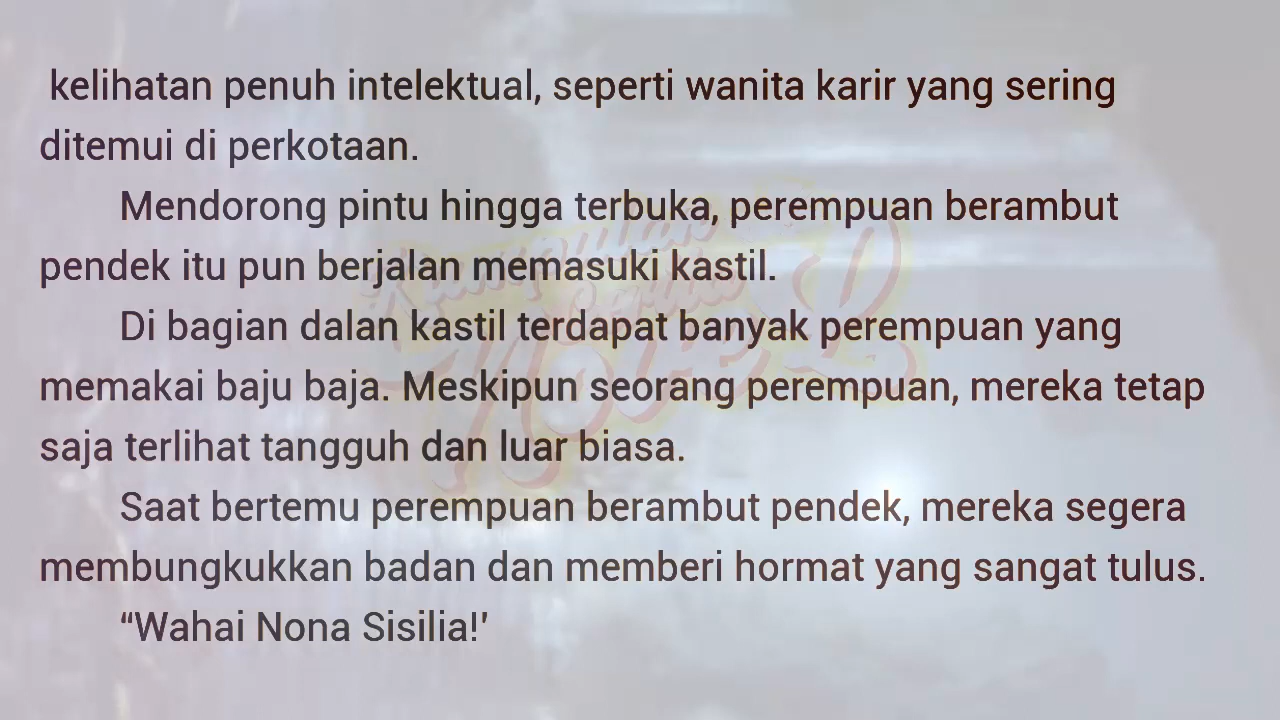 kelihatan penuh intelektual, seperti wanita karir yang sering
ditemui di perkotaan.
Mendorong pintu hingga terbuka, perempuan berambut
pendek itu pun berjalan memasuki kastil.
Di bagian dalan kastil terdapat banyak perempuan yang
memakai baju baja. Meskipun seorang perempuan, mereka tetap
saja terlihat tangguh dan luar biasa.
Saat bertemu perempuan berambut pendek, mereka segera
membungkukkan badan dan memberi hormat yang sangat tulus.
“Wahai Nona Sisilia!’
Kumpulan
Cerita
NoveL